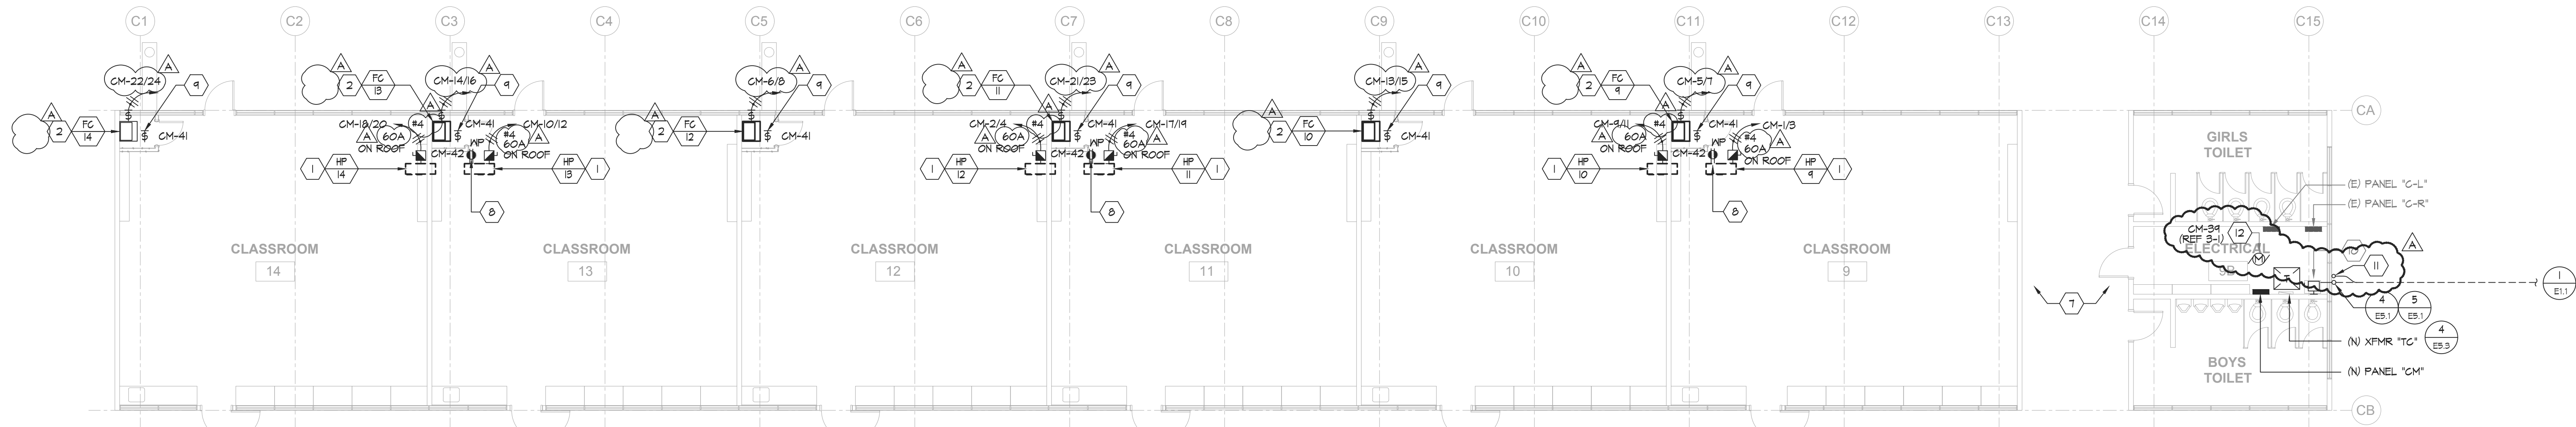 C1
C2
C3
C4
C5
C6
C7
C8
C9
C10
C11
C12
C13
C14
C15
CM-22/24
A
9
A
2
FC
14
CM-41
A
2
FC
13
CM-14/16
A
9
A
CM-18/20
#4
CM-41
CM-10/12
A
60A
ON ROOF
#4
60A
A
ON ROOF
WP
CM-42
1
HP
14
HP
13
1
8
CM-6/8
A
9
A
2
FC
12
CM-41
A
2
FC
11
CM-21/23
A
9
A
CM-2/4
#4
CM-41
CM-17/19
A
60A
ON ROOF
#4
60A
A
ON ROOF
WP
CM-42
1
HP
12
HP
11
1
8
CM-13/15
A
9
A
2
FC
10
CM-41
A
2
FC
9
CM-5/7
A
9
A
CM-9/11
#4
CM-41
CM-1/3
A
60A
ON ROOF
#4
60A
A
ON ROOF
WP
CM-42
1
HP
10
HP
9
1
8
CA
GIRLS
TOILET
(E) PANEL "C-L"
(E) PANEL "C-R"
CLASSROOM
14
CLASSROOM
13
CLASSROOM
12
CLASSROOM
11
CLASSROOM
10
CLASSROOM
9
CM-39
(REF 3-1)
12
ELECTRICAL
M
T
10
11
A
7
1
E1.1
4
E5.1
5
E5.1
4
E5.3
(N) XFMR "TC"
(N) PANEL "CM"
BOYS
TOILET
CB